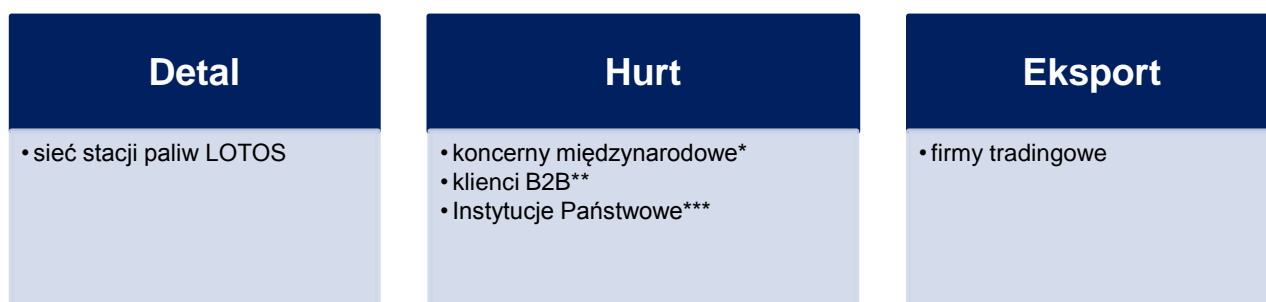 Detal
• sieć stacji paliw LOTOS
Hurt
• koncerny międzynarodowe*
• klienci B2B**
• Instytucje Państwowe***
Eksport
• firmy tradingowe